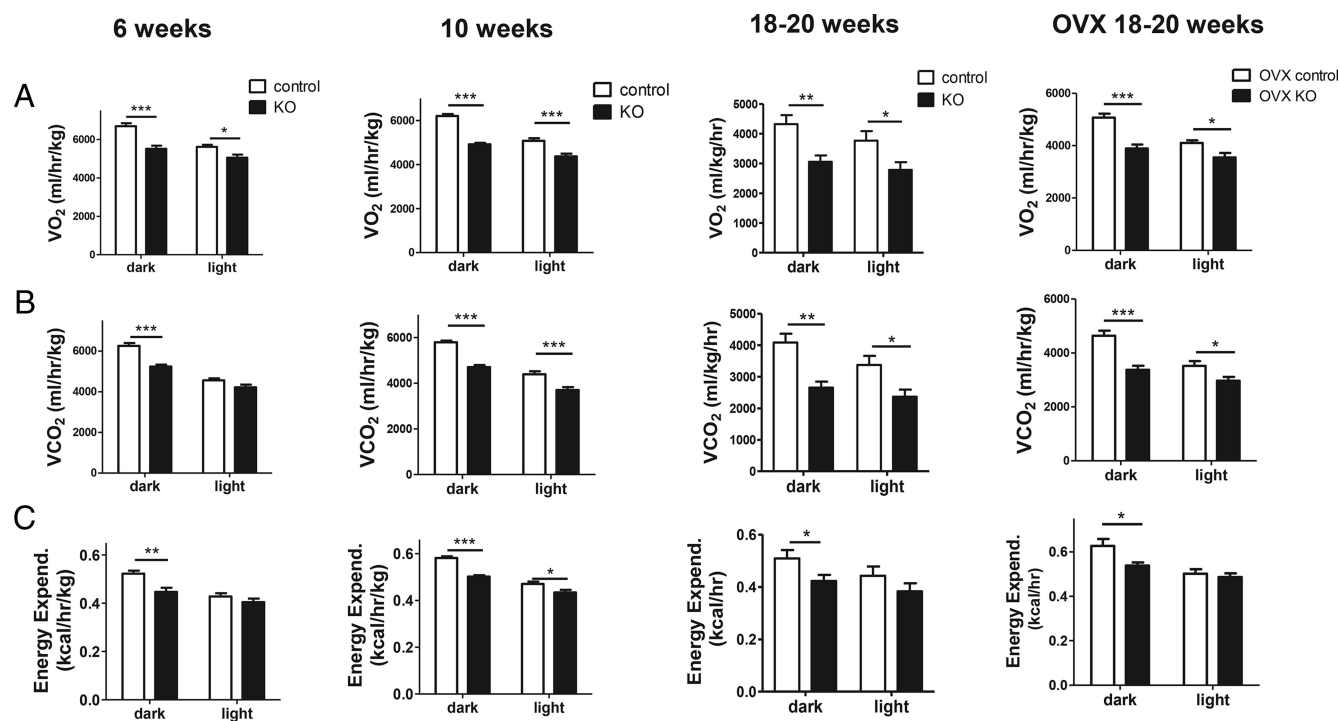 6 weeks
10 weeks
18-20 weeks
OVX 18-20 weeks
A
control
KO
VO2 (ml/hr/kg)
6000
4000
2000
0
***
*
dark light
control
KO
VO2 (ml/hr/kg)
6000
4000
2000
0
***
***
dark light
control
KO
VO2 (ml/kg/hr)
5000
4000
3000
2000
1000
0
**
*
dark light
OVX control
OVX KO
VO2 (ml/hr/kg)
6000
4000
2000
0
***
*
dark light
B
VCO2 (ml/hr/kg)
6000
4000
2000
0
***
dark light
VCO2 (ml/hr/kg)
6000
4000
2000
0
***
***
dark light
VCO2 (ml/kg/hr)
5000
4000
3000
2000
1000
0
**
*
dark light
VCO2 (ml/hr/kg)
6000
4000
2000
0
***
*
dark light
C
Energy Expend.
(kcal/hr/kg)
0.6
0.4
0.2
0.0
**
dark light
Energy Expend.
(kcal/hr/kg)
0.6
0.4
0.2
0.0
***
*
dark light
Energy Expend.
(kcal/hr)
0.6
0.4
0.2
0.0
*
dark light
Energy Expend.
(kcal/hr)
0.6
0.4
0.2
0.0
*
dark light